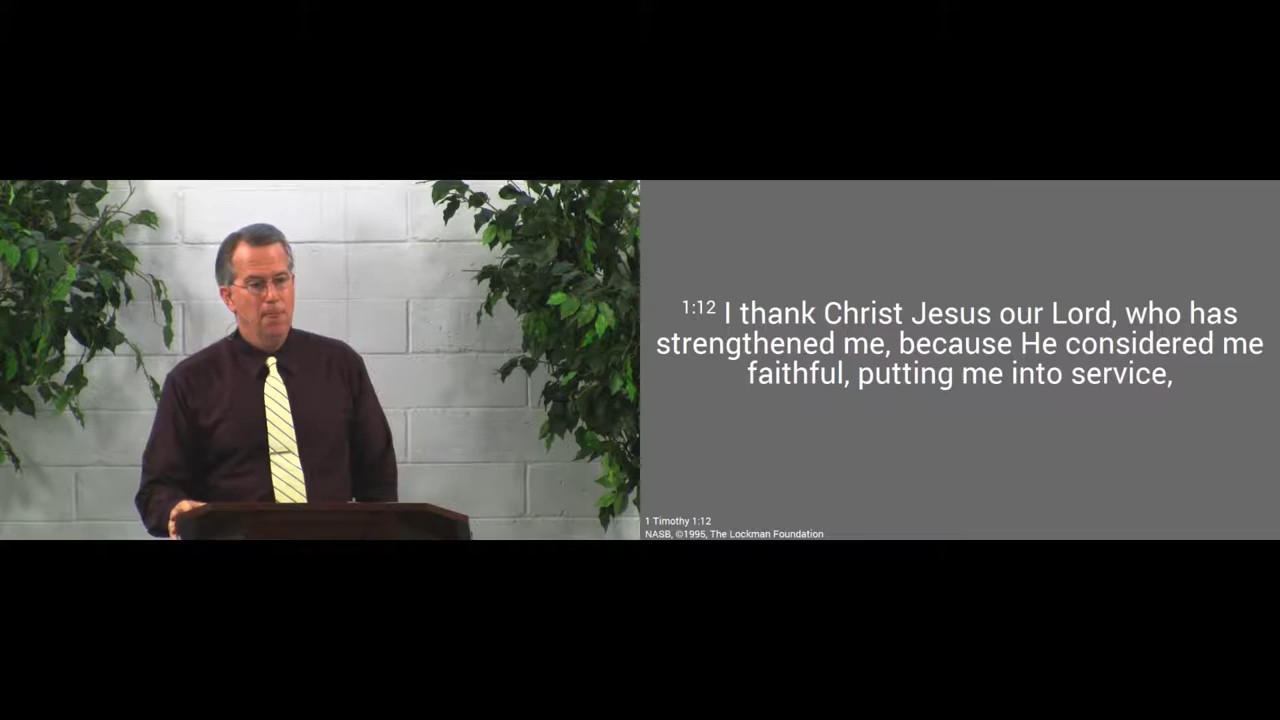 1:12 I thank Christ Jesus our Lord, who has
strengthened me, because He considered me
faithful, putting me into service,
1 Timothy 1:12
NASB, ©1995, The Lockman Foundation